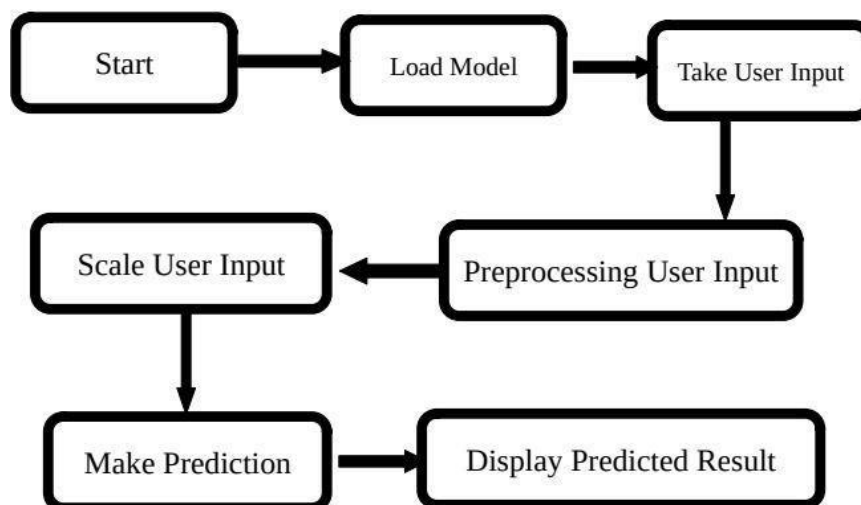 Start
Load Model
Take User Input
Preprocessing User Input
Scale User Input
Make Prediction
Display Predicted Result